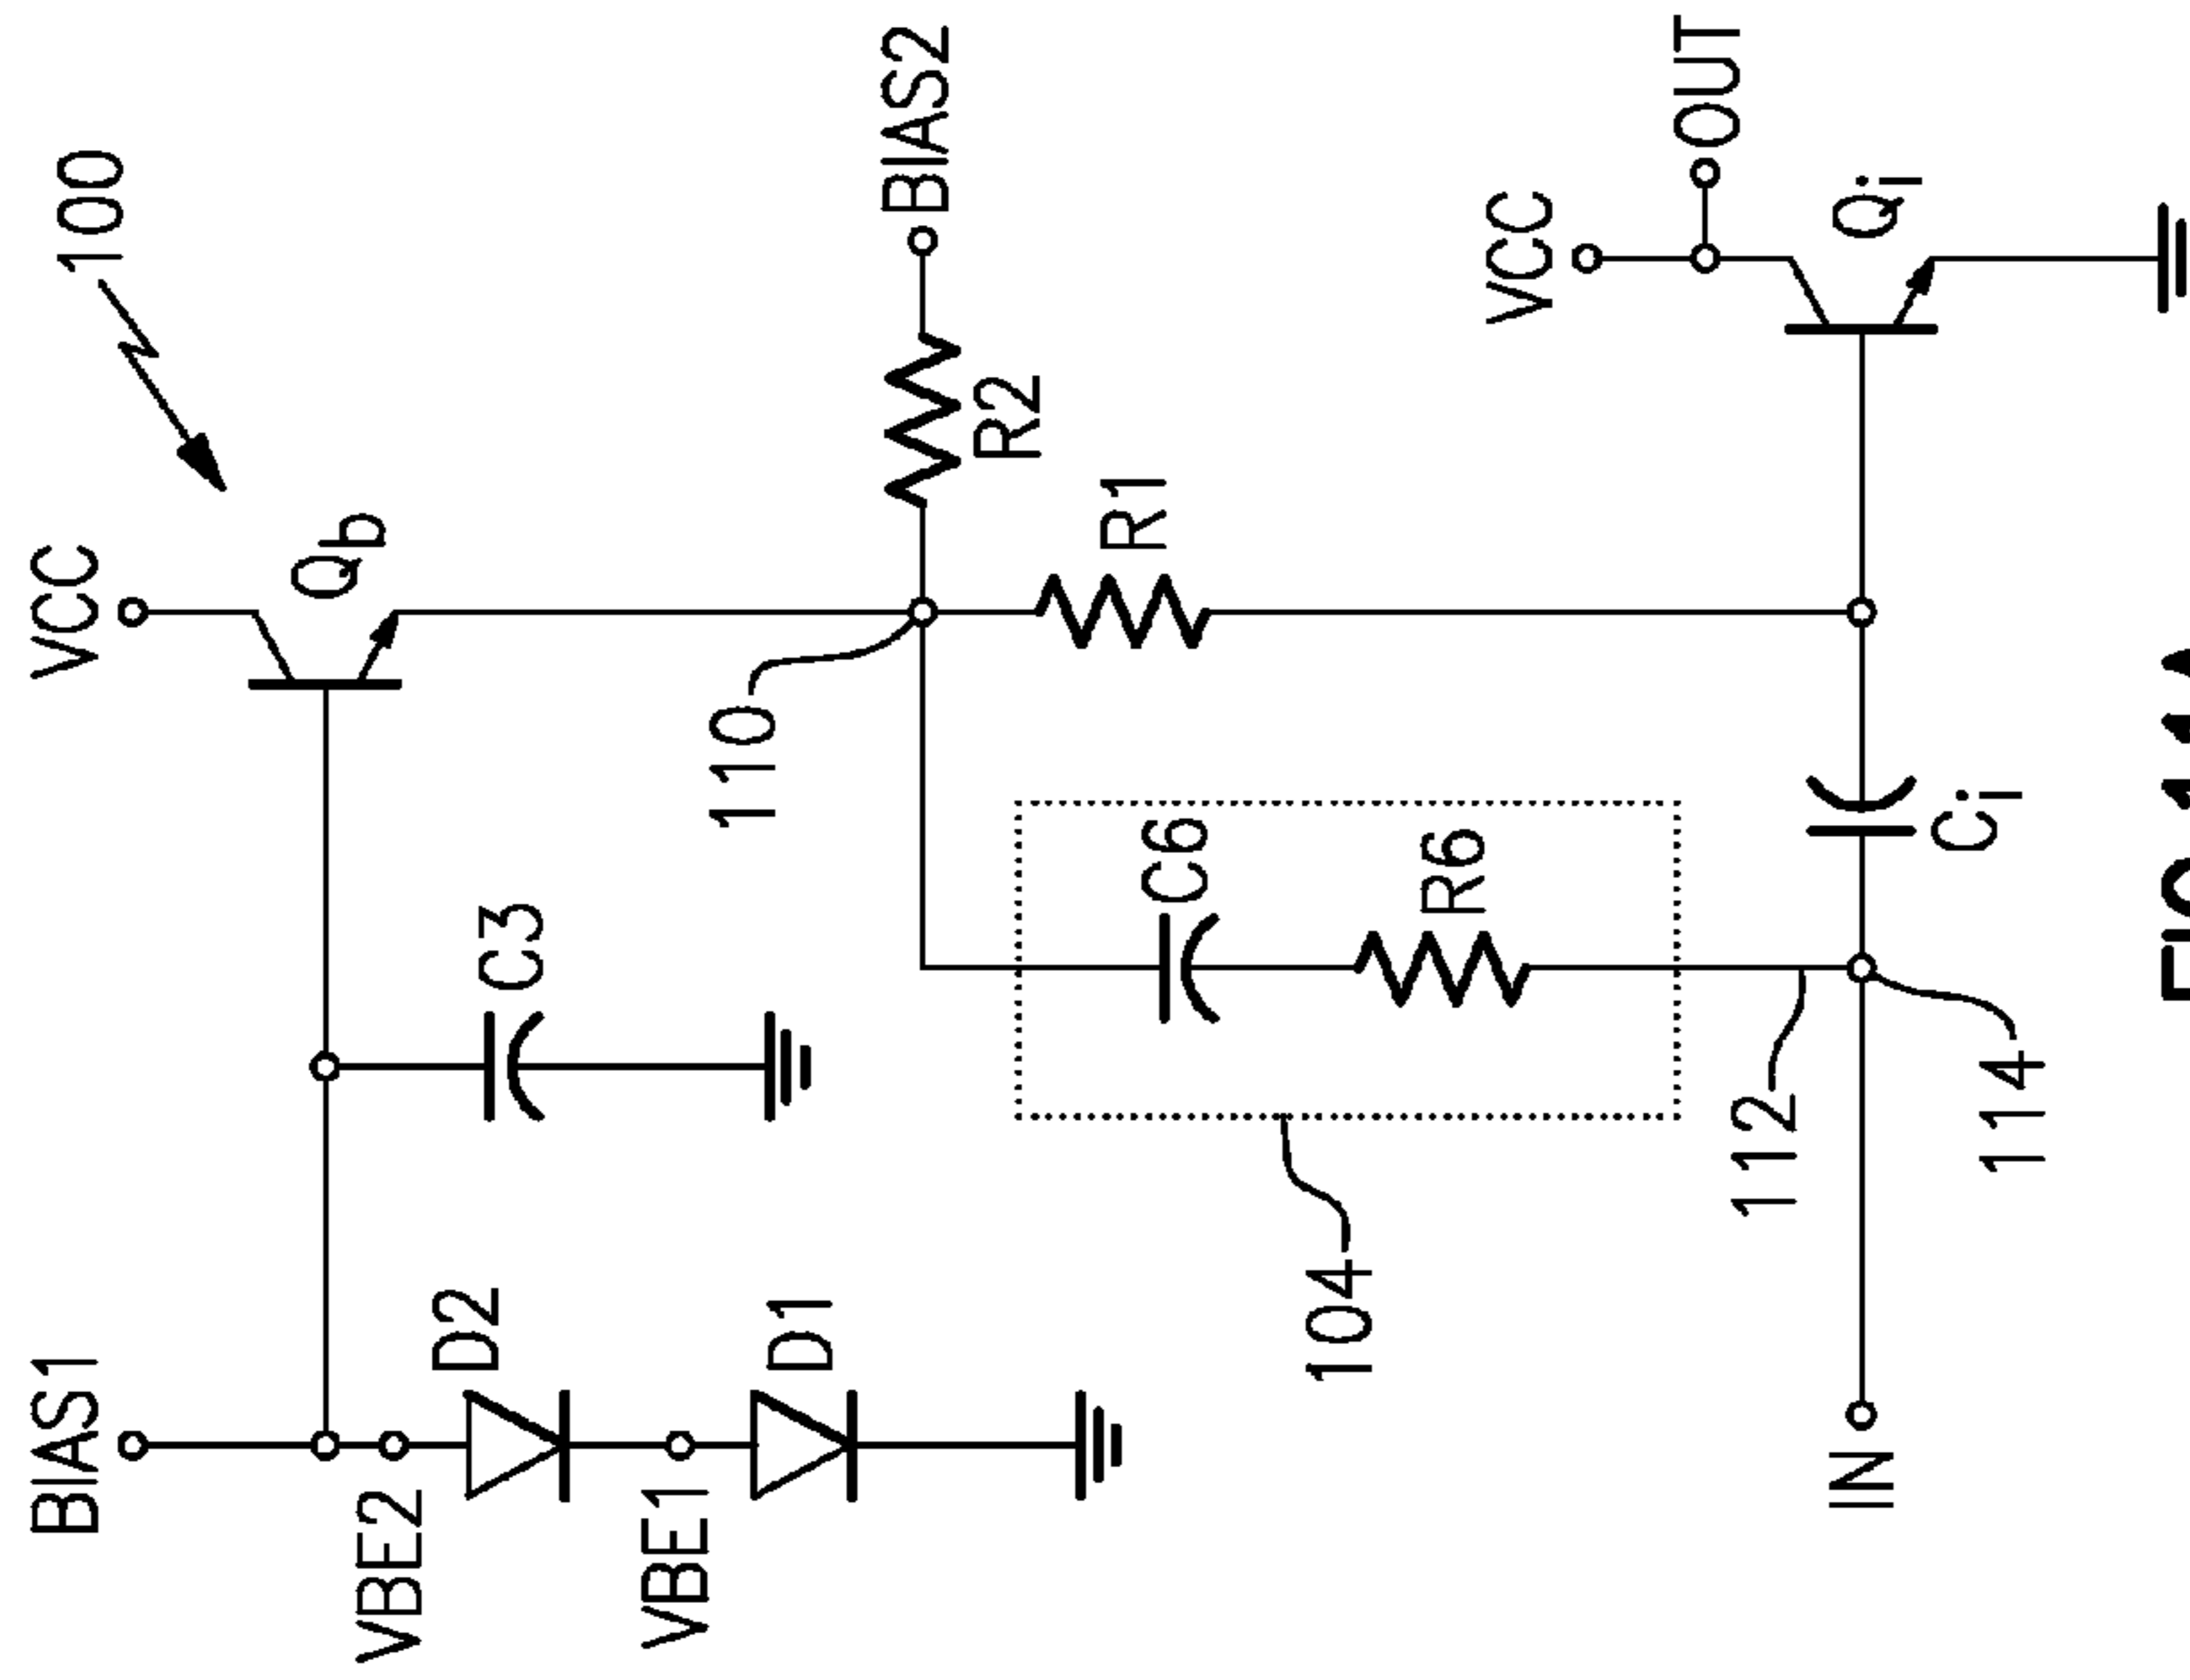 100
VCC
BIAS1
Qb
VBE2
D2
C3
VBE1
D1
110
BIAS2
R2
R1
C6
R6
104
VCC
OUT
112
IN
Qi
Ci
114